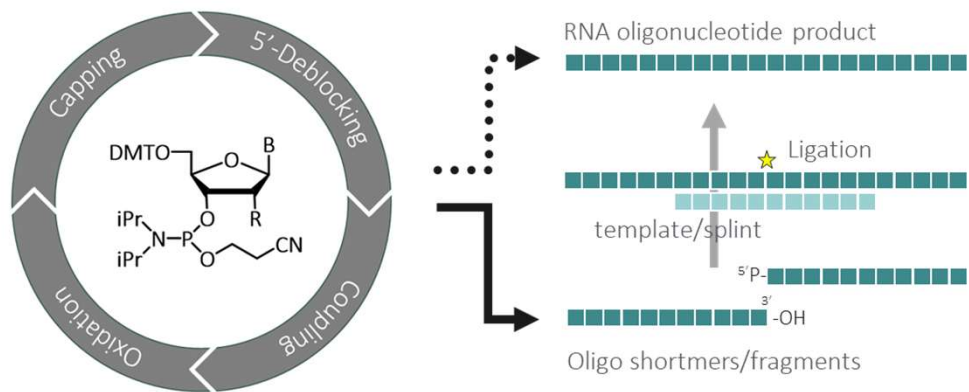 Capping
5'-Deblocking
Coupling
Oxidation
DMTO
O
B
O
R
iPr
N
P
O
CN
iPr
RNA oligonucleotide product
Ligation
template/splint
5'P-
3'
-OH
Oligo shortmers/fragments